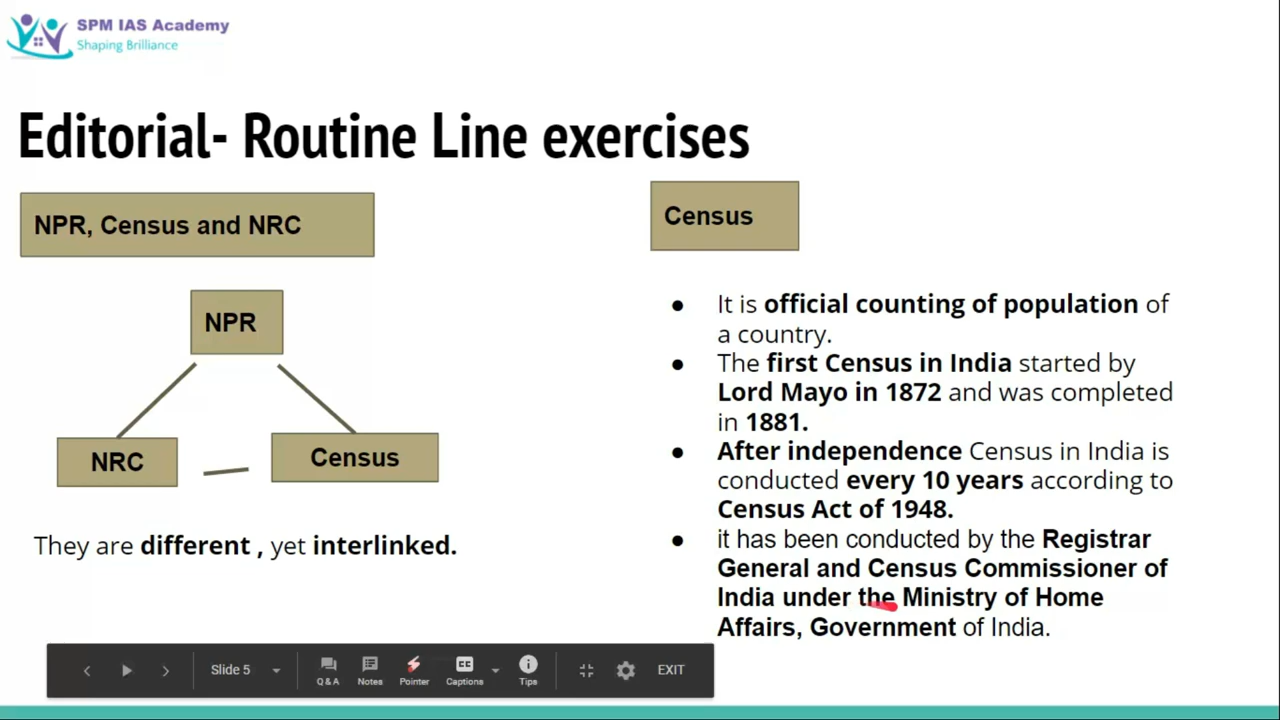 SPM IAS Academy
Shaping Brilliance
Editorial- Routine Line exercises
NPR, Census and NRC
NPR
NRC
Census
They are different , yet interlinked.
Census
● It is official counting of population of
a country.
● The first Census in India started by
Lord Mayo in 1872 and was completed
in 1881.
● After independence Census in India is
conducted every 10 years according to
Census Act of 1948.
● it has been conducted by the Registrar
General and Census Commissioner of
India under the Ministry of Home
Affairs, Government of India.
Slide 5
Q & A
Notes
Pointer
CC
Captions
Tips
EXIT